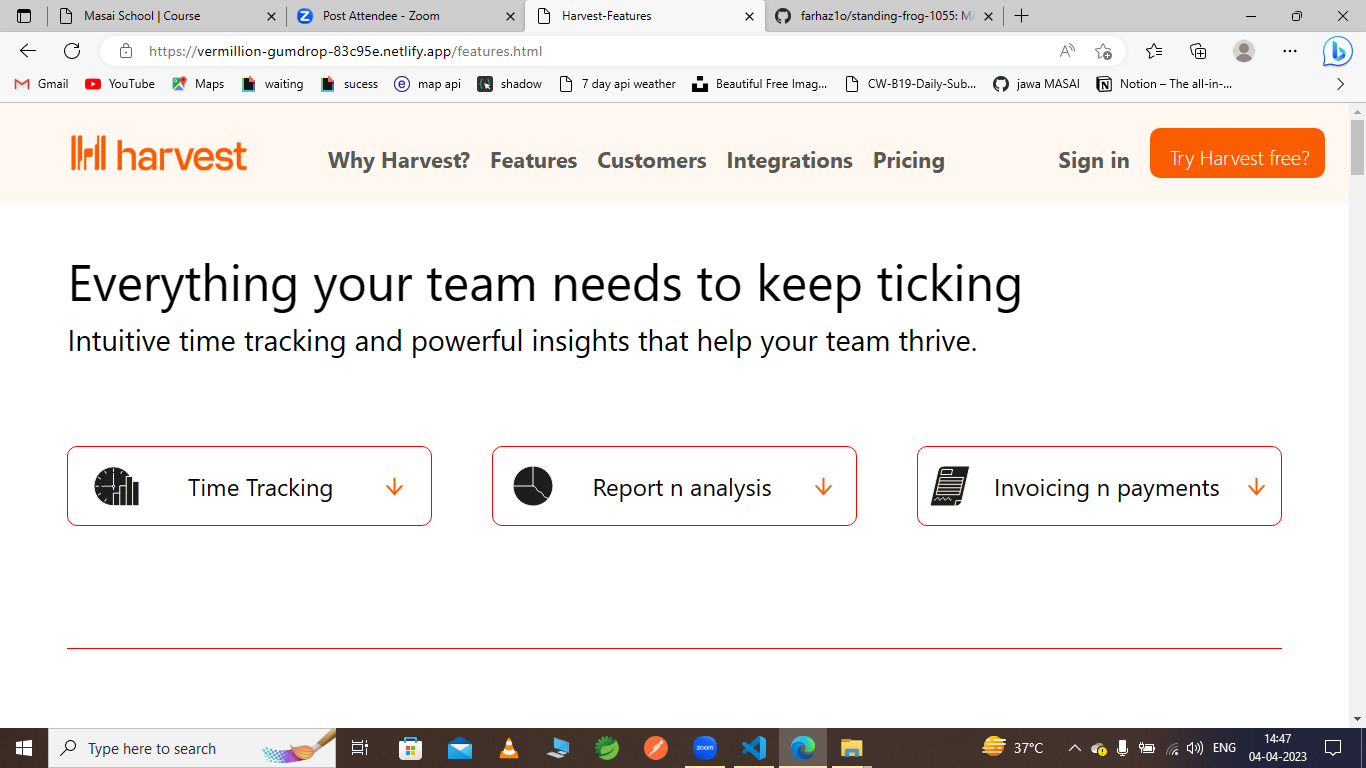 Masai School | Course
Post Attendee - Zoom
Harvest-Features
farhaz1o/standing-frog-1055: MA
https://vermillion-gumdrop-83c95e.netlify.app/features.html
Gmail
YouTube
Maps
waiting
sucess
map api
shadow
7 day api weather
Beautiful Free Imag...
CW-B19-Daily-Sub...
jawa MASAI
Notion – The all-in-...
harvest
Why Harvest?
Features
Customers
Integrations
Pricing
Sign in
Try Harvest free?
Everything your team needs to keep ticking
Intuitive time tracking and powerful insights that help your team thrive.
Time Tracking
Report n analysis
Invoicing n payments
Type here to search
zoom
37°C
ENG
14:47
04-04-2023